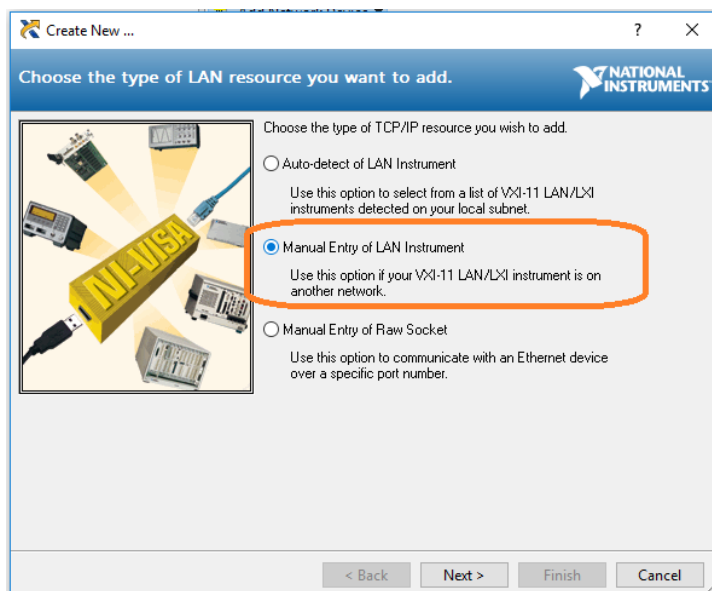 Create New ...
?
Choose the type of LAN resource you want to add.
NATIONAL
INSTRUMENTS
NI-VISA
Choose the type of TCP/IP resource you wish to add.
Auto-detect of LAN Instrument
Use this option to select from a list of VXI-11 LAN/LXI
instruments detected on your local subnet.
Manual Entry of LAN Instrument
Use this option if your VXI-11 LAN/LXI instrument is on
another network.
Manual Entry of Raw Socket
Use this option to communicate with an Ethernet device
over a specific port number.
< Back
Next >
Finish
Cancel